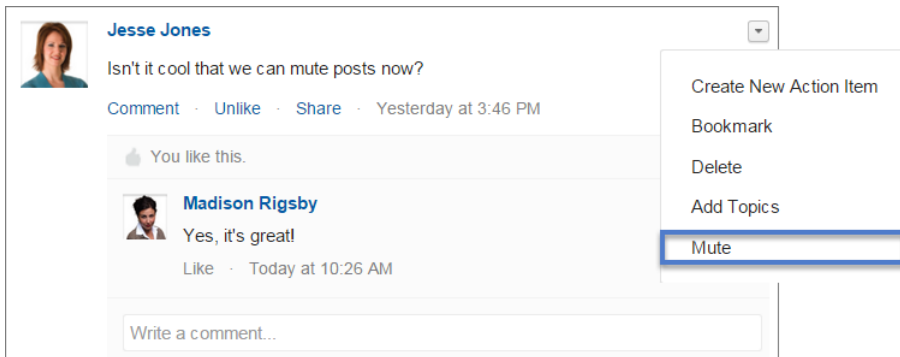 Jesse Jones
Isn't it cool that we can mute posts now?
Comment · Unlike · Share · Yesterday at 3:46 PM
You like this.
Madison Rigsby
Yes, it's great!
Like · Today at 10:26 AM
Write a comment...
Create New Action Item
Bookmark
Delete
Add Topics
Mute